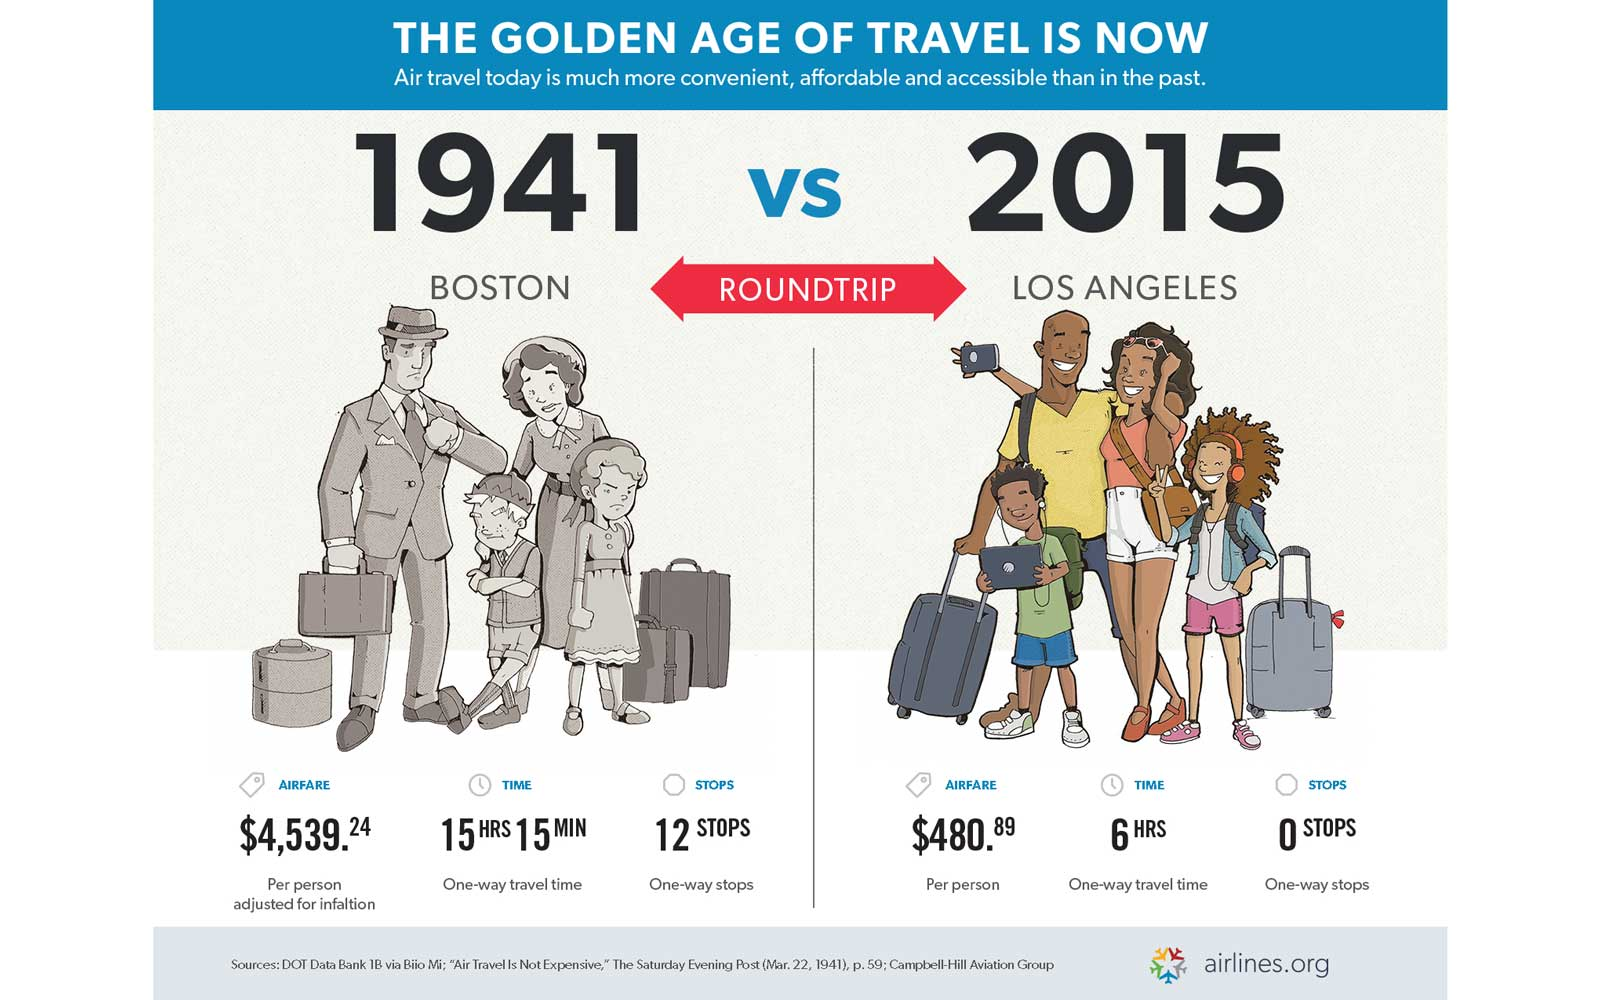 THE GOLDEN AGE OF TRAVEL IS NOW
Air travel today is much more convenient, affordable and accessible than in the past.
1941 VS 2015
BOSTON ROUNDTRIP LOS ANGELES
AIRFARE TIME STOPS
$4,539.24 15 HRS 15 MIN 12 STOPS
Per person One-way travel time One-way stops
adjusted for infaltion
AIRFARE TIME STOPS
$480.89 6 HRS 0 STOPS
Per person One-way travel time One-way stops
Sources: DOT Data Bank 1B via Biio Mi; “Air Travel Is Not Expensive,” The Saturday Evening Post (Mar. 22, 1941), p. 59; Campbell-Hill Aviation Group
airlines.org